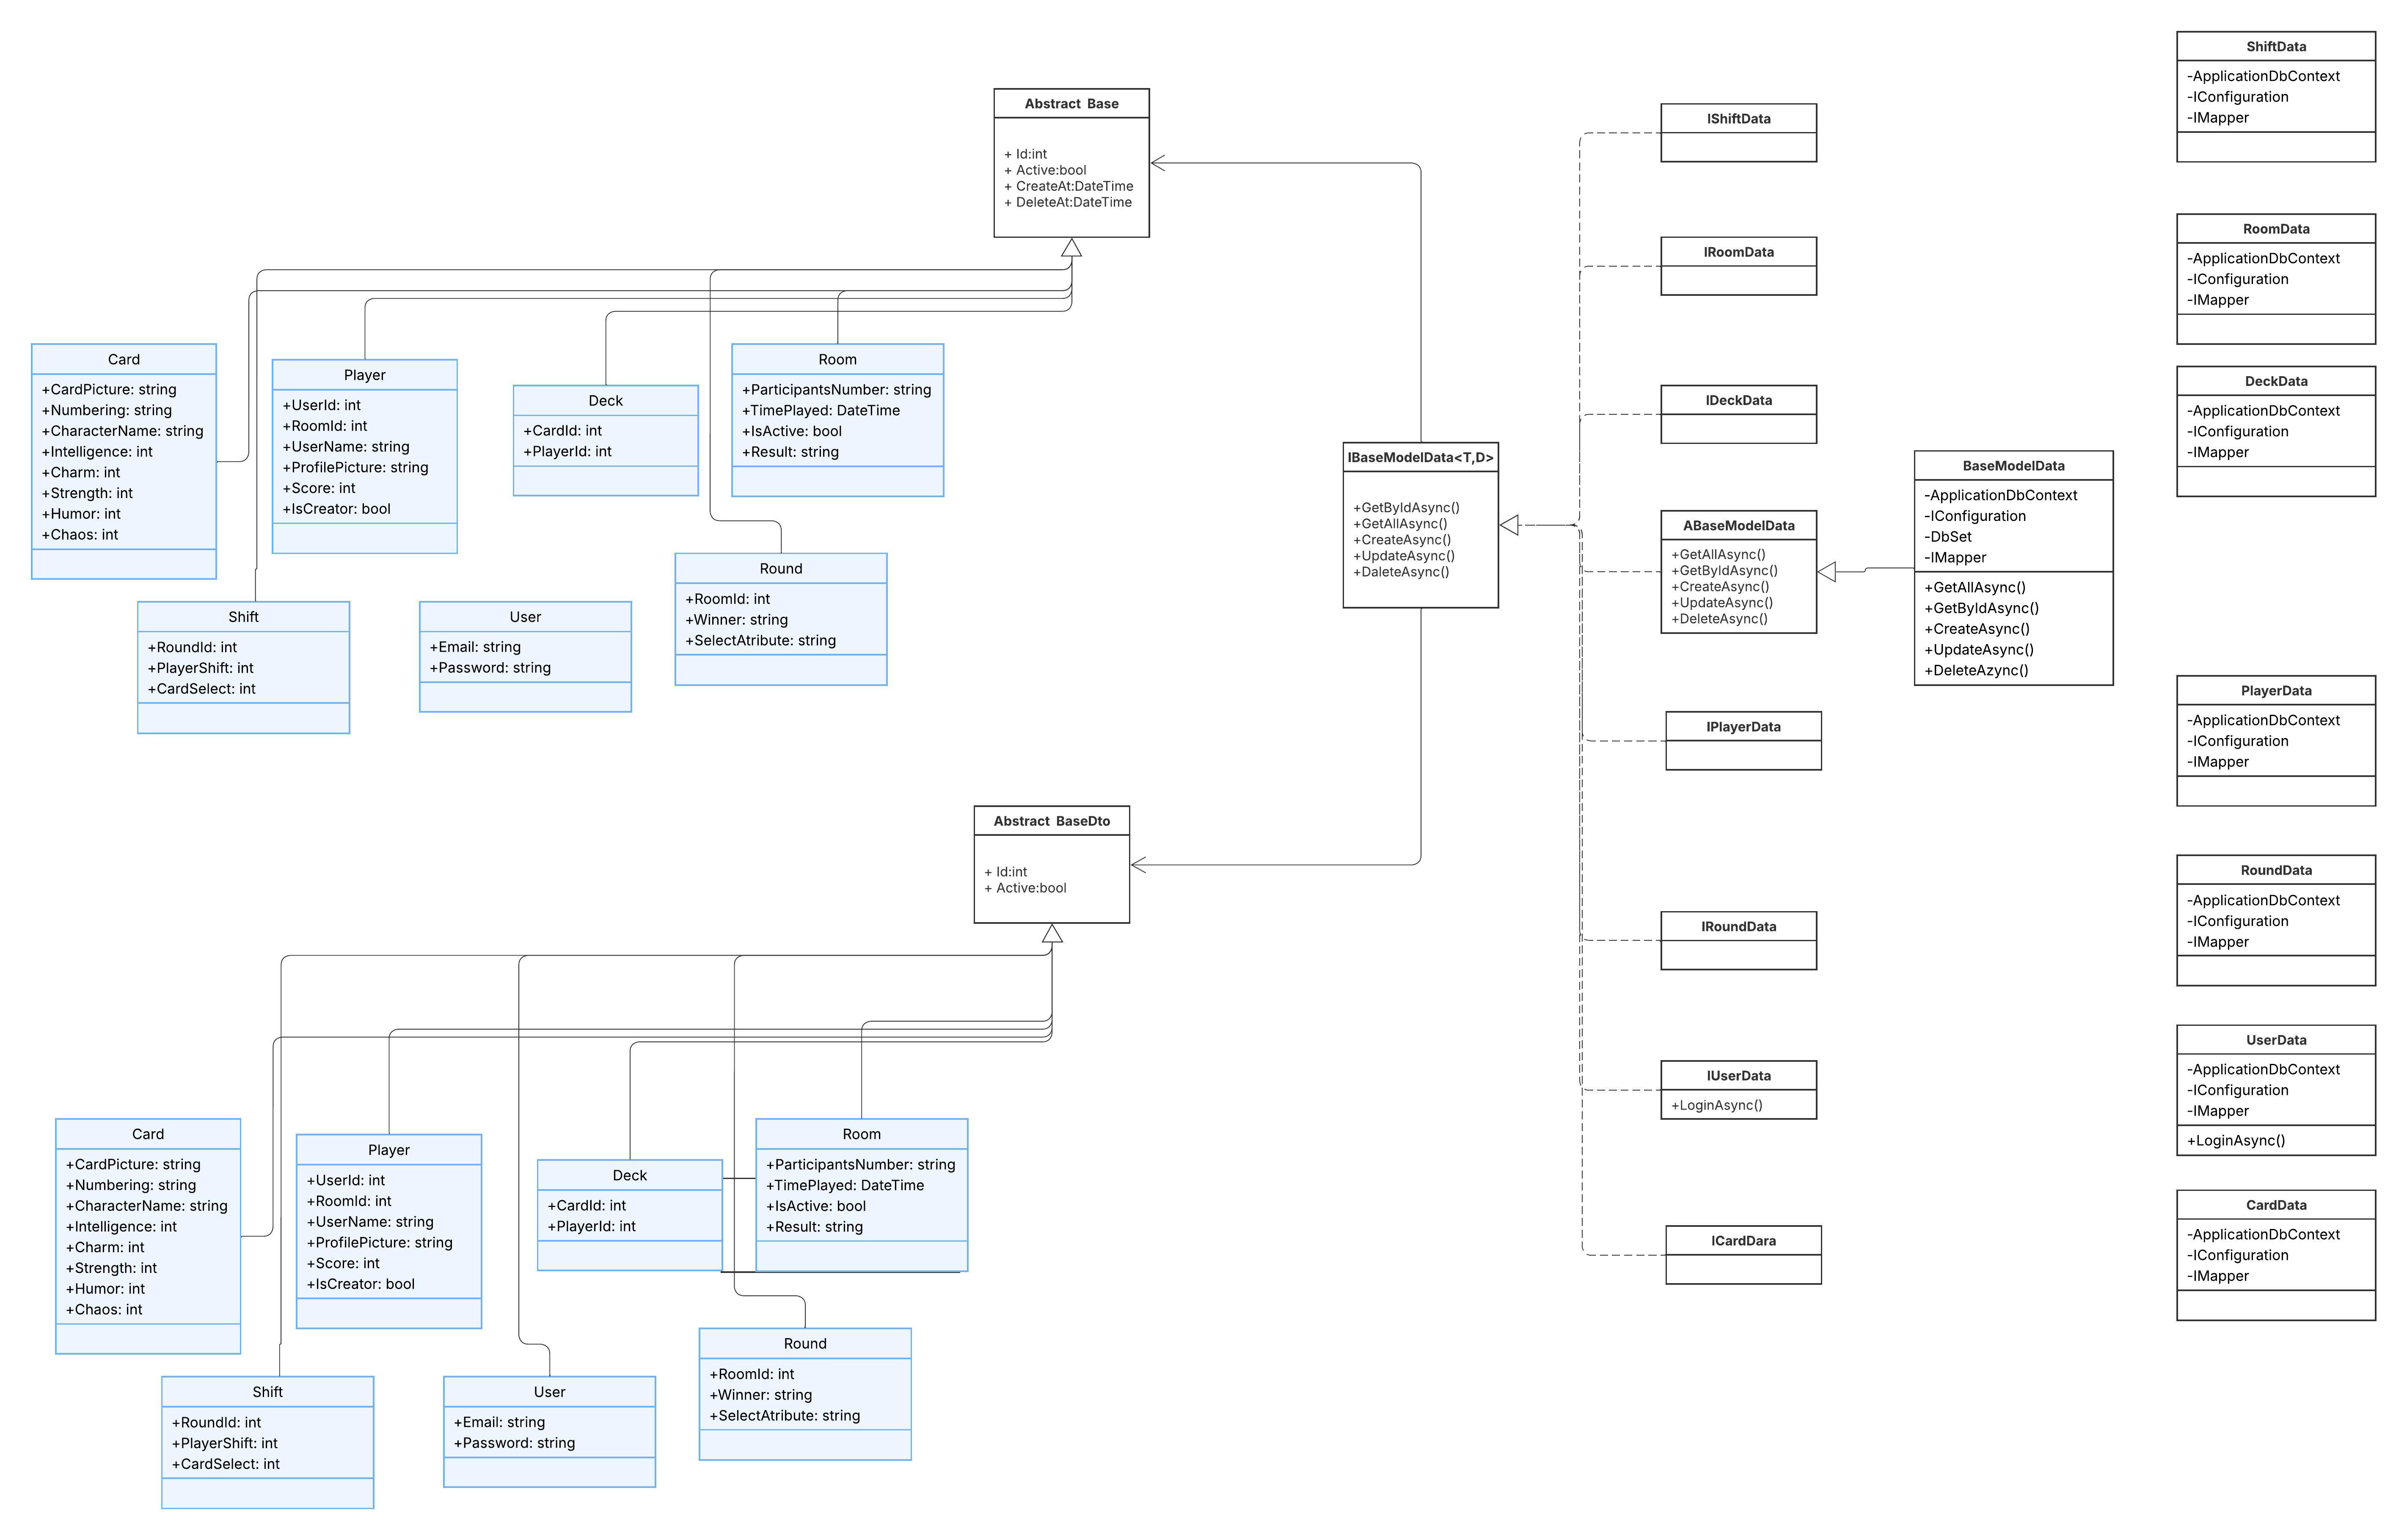 Abstract Base
+ Id:int
+ Active:bool
+ CreateAt:DateTime
+ DeleteAt:DateTime
Card
+CardPicture: string
+Numbering: string
+CharacterName: string
+Intelligence: int
+Charm: int
+Strength: int
+Humor: int
+Chaos: int
Player
+UserId: int
+RoomId: int
+UserName: string
+ProfilePicture: string
+Score: int
+IsCreator: bool
Deck
+CardId: int
+PlayerId: int
Room
+ParticipantsNumber: string
+TimePlayed: DateTime
+IsActive: bool
+Result: string
Shift
+RoundId: int
+PlayerShift: int
+CardSelect: int
User
+Email: string
+Password: string
Round
+RoomId: int
+Winner: string
+SelectAtribute: string
Abstract BaseDto
+ Id:int
+ Active:bool
Card
+CardPicture: string
+Numbering: string
+CharacterName: string
+Intelligence: int
+Charm: int
+Strength: int
+Humor: int
+Chaos: int
Player
+UserId: int
+RoomId: int
+UserName: string
+ProfilePicture: string
+Score: int
+IsCreator: bool
Deck
+CardId: int
+PlayerId: int
Room
+ParticipantsNumber: string
+TimePlayed: DateTime
+IsActive: bool
+Result: string
Shift
+RoundId: int
+PlayerShift: int
+CardSelect: int
User
+Email: string
+Password: string
Round
+RoomId: int
+Winner: string
+SelectAtribute: string
IBaseModelData<T,D>
+GetByIdAsync()
+GetAllAsync()
+CreateAsync()
+UpdateAsync()
+DaleteAsync()
IShiftData
IRoomData
IDeckData
ABaseModelData
+GetAllAsync()
+GetByIdAsync()
+CreateAsync()
+UpdateAsync()
+DeleteAsync()
IPlayerData
IRoundData
IUserData
+LoginAsync()
ICardDara
BaseModelData
-ApplicationDbContext
-IConfiguration
-DbSet
-IMapper
+GetAllAsync()
+GetByIdAsync()
+CreateAsync()
+UpdateAsync()
+DeleteAzync()
ShiftData
-ApplicationDbContext
-IConfiguration
-IMapper
RoomData
-ApplicationDbContext
-IConfiguration
-IMapper
DeckData
-ApplicationDbContext
-IConfiguration
-IMapper
PlayerData
-ApplicationDbContext
-IConfiguration
-IMapper
RoundData
-ApplicationDbContext
-IConfiguration
-IMapper
UserData
-ApplicationDbContext
-IConfiguration
-IMapper
+LoginAsync()
CardData
-ApplicationDbContext
-IConfiguration
-IMapper